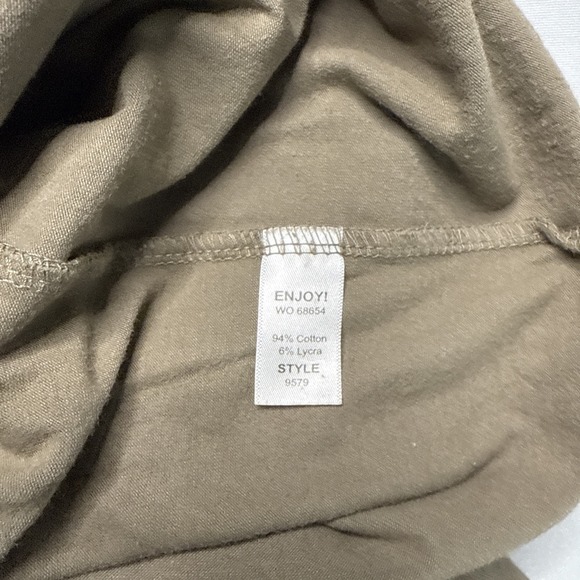 ENJOY!
WO 68654
94% Cotton
6% Lycra
STYLE
9579